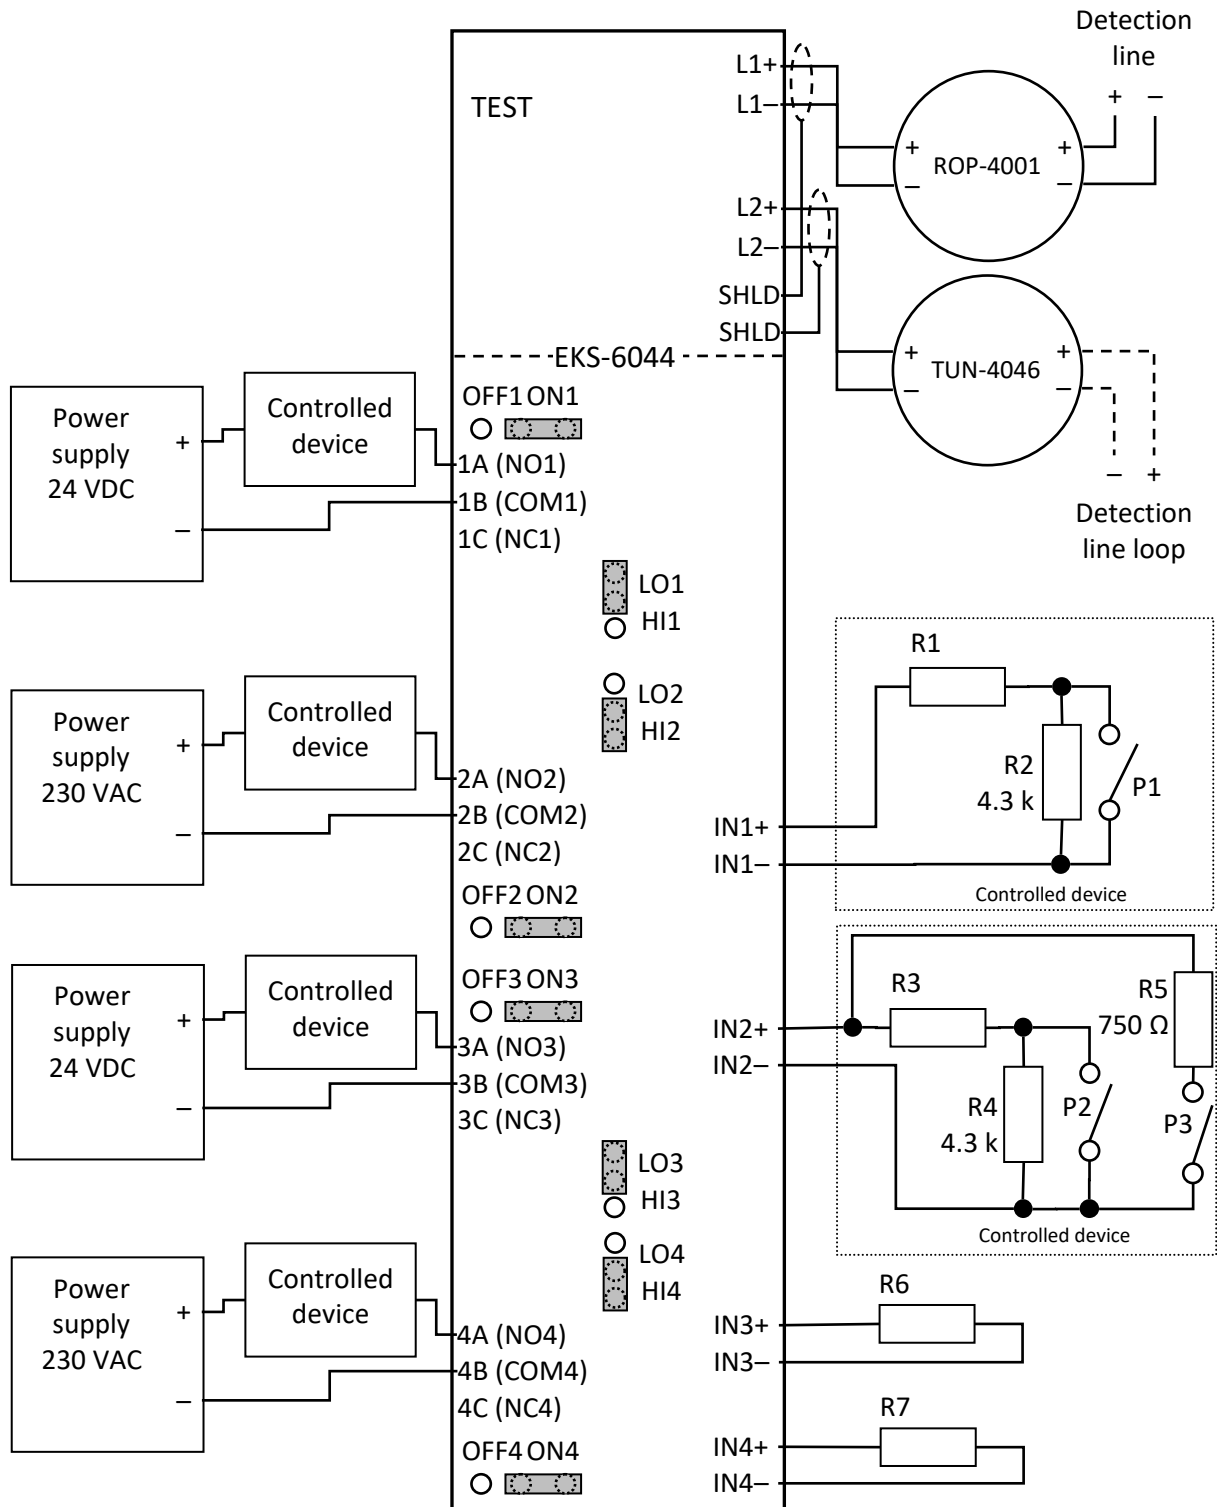 TEST
L1+
L1–
L2+
L2–
SHLD
SHLD
EKS-6044
Detection
line
+ –
+ +
– –
ROP-4001
+ +
– –
TUN-4046
– +
Detection
line loop
Power
supply
24 VDC
+
–
Controlled
device
OFF1 ON1
1A (NO1)
1B (COM1)
1C (NC1)
LO1
HI1
Power
supply
230 VAC
+
–
Controlled
device
LO2
HI2
2A (NO2)
2B (COM2)
2C (NC2)
OFF2 ON2
Power
supply
24 VDC
+
–
Controlled
device
OFF3 ON3
3A (NO3)
3B (COM3)
3C (NC3)
LO3
HI3
Power
supply
230 VAC
+
–
Controlled
device
LO4
HI4
4A (NO4)
4B (COM4)
4C (NC4)
OFF4 ON4
IN1+
IN1–
R1
R2
4.3 k
P1
Controlled device
IN2+
IN2–
R3
R4
4.3 k
P2
R5
750 Ω
P3
Controlled device
IN3+
IN3–
R6
IN4+
IN4–
R7